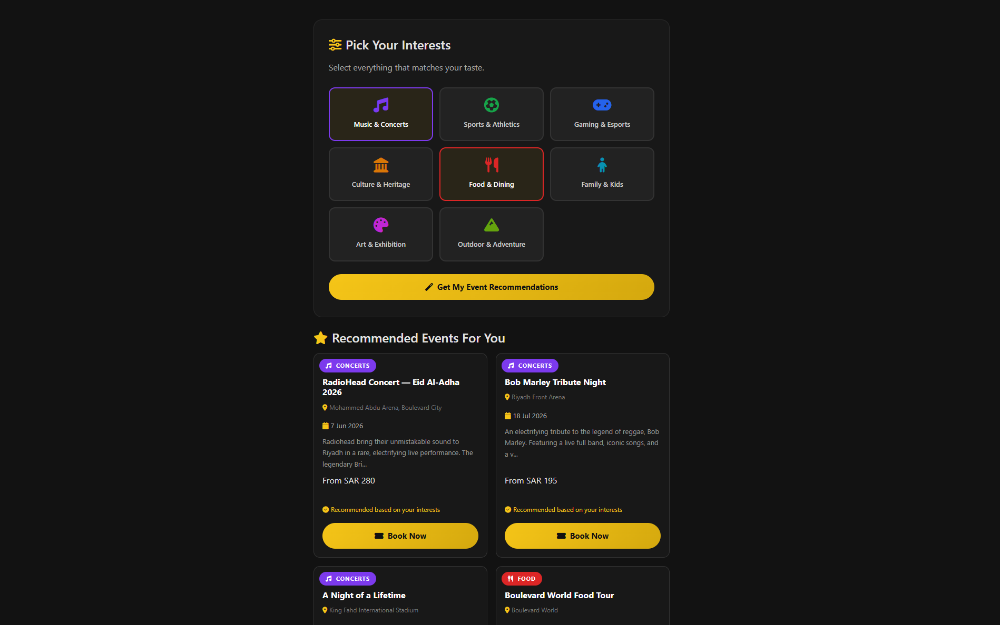 Pick Your Interests
Select everything that matches your taste.
Music & Concerts
Sports & Athletics
Gaming & Esports
Culture & Heritage
Food & Dining
Family & Kids
Art & Exhibition
Outdoor & Adventure
Get My Event Recommendations
Recommended Events For You
CONCERTS
RadioHead Concert — Eid Al-Adha
2026
Mohammed Abdu Arena, Boulevard City
7 Jun 2026
Radiohead bring their unmistakable sound to
Riyadh in a rare, electrifying live performance. The
legendary Bri...
From SAR 280
Recommended based on your interests
Book Now
CONCERTS
Bob Marley Tribute Night
Riyadh Front Arena
18 Jul 2026
An electrifying tribute to the legend of reggae, Bob
Marley. Featuring a live full band, iconic songs, and
a v...
From SAR 195
Recommended based on your interests
Book Now
CONCERTS
A Night of a Lifetime
King Fahd International Stadium
FOOD
Boulevard World Food Tour
Boulevard World